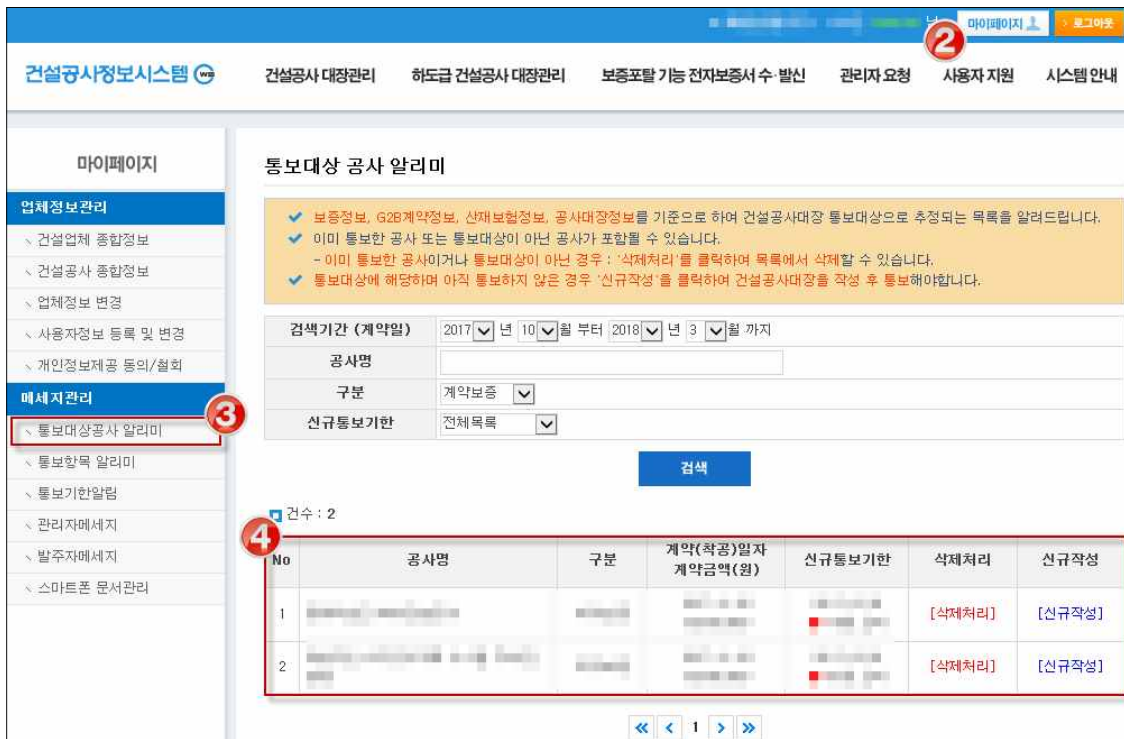 님 마이페이지 > 로그아웃
2
건설공사정보시스템 WP 건설공사 대장관리 하도급 건설공사 대장관리 보증포탈 기능 전자보증서 수·발신 관리자 요청 사용자 지원 시스템 안내
마이페이지
업체정보관리
건설업체 종합정보
건설공사 종합정보
업체정보 변경
사용자정보 등록 및 변경
개인정보제공 동의/철회
메세지관리
3
통보대상공사 알리미
통보항목 알리미
통보기한알림
관리자메세지
발주자메세지
스마트폰 문서관리
통보대상 공사 알리미
보증정보, G2B계약정보, 산재보험정보, 공사대장정보를 기준으로 하여 건설공사대장 통보대상으로 추정되는 목록을 알려드립니다.
이미 통보한 공사 또는 통보대상이 아닌 공사가 포함될 수 있습니다.
- 이미 통보한 공사이거나 통보대상이 아닌 경우 : '삭제처리'를 클릭하여 목록에서 삭제할 수 있습니다.
통보대상에 해당하며 아직 통보하지 않은 경우 '신규작성'을 클릭하여 건설공사대장을 작성 후 통보해야합니다.
검색기간 (계약일) 2017 년 10 월 부터 2018 년 3 월 까지
공사명
구분 계약보증
신규통보기한 전체목록
검색
건수 : 2
4
No 공사명 구분 계약(착공)일자 신규통보기한 삭제처리 신규작성
계약금액(원)
1 [삭제처리] [신규작성]
2 [삭제처리] [신규작성]
« < 1 > »